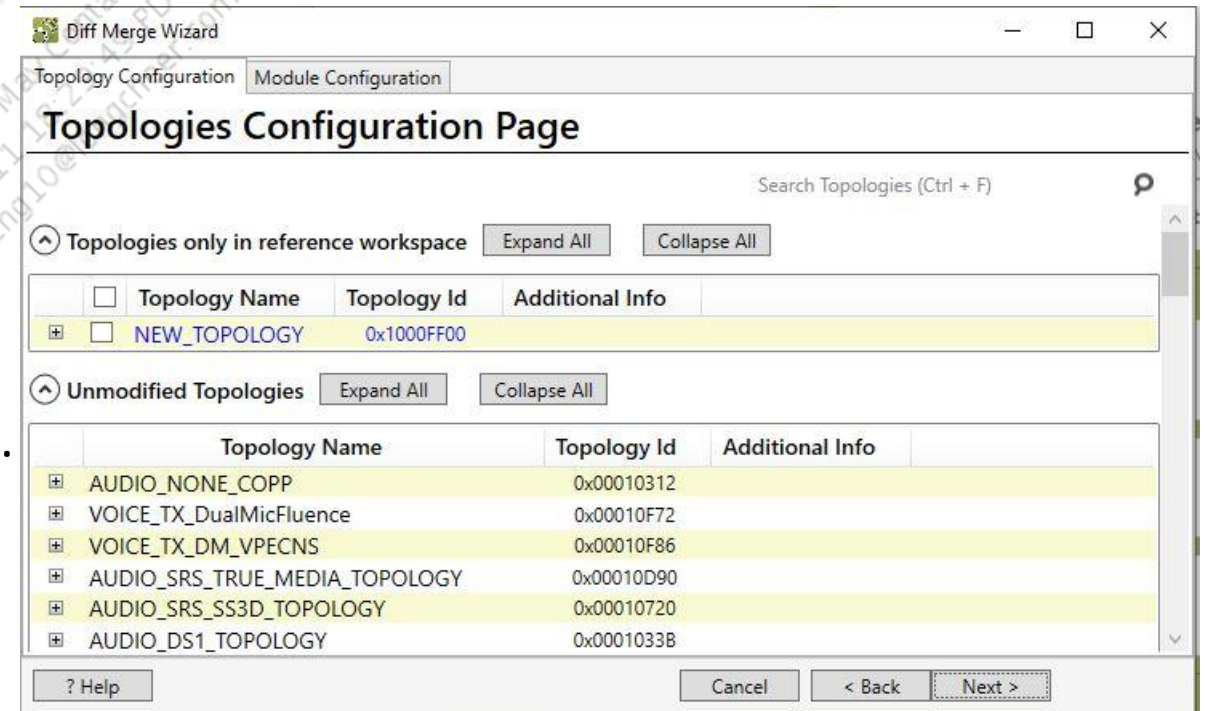 Diff Merge Wizard
Topology Configuration Module Configuration
Topologies Configuration Page
Search Topologies (Ctrl + F)
Topologies only in reference workspace Expand All Collapse All
Topology Name Topology Id Additional Info
NEW_TOPOLOGY 0x1000FF00
Unmodified Topologies Expand All Collapse All
Topology Name Topology Id Additional Info
AUDIO_NONE_COPP 0x00010312
VOICE_TX_DualMicFluence 0x00010F72
VOICE_TX_DM_VPECNS 0x00010F86
AUDIO_SRS_TRUE_MEDIA_TOPOLOGY 0x00010D90
AUDIO_SRS_SS3D_TOPOLOGY 0x00010720
AUDIO_DS1_TOPOLOGY 0x0001033B
? Help Cancel < Back Next >